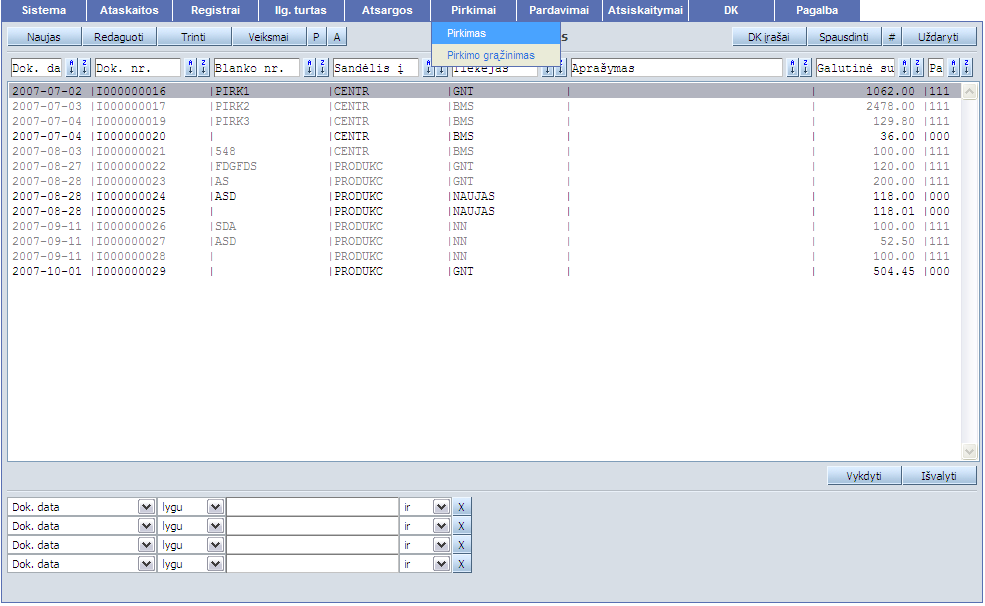 Sistema Ataskaitos Registrai Ilg. turtas Atsargos Pirkimai Pardavimai Atsiskaitymai DK Pagalba
Naujas Redaguoti Trinti Veiksmai P A Pirkimas s DK įrašai Spausdinti # Uždaryti
Pirkimo grąžinimas
Dok. da Dok. nr. Blanko nr. Sandėlis į Aprašymas Galutinė su Pa
2007-07-02 |I000000016 |PIRK1 |CENTR |GNT | | 1062.00 |111
2007-07-03 |I000000017 |PIRK2 |CENTR |BMS | | 2478.00 |111
2007-07-04 |I000000019 |PIRK3 |CENTR |BMS | | 129.80 |111
2007-07-04 |I000000020 | |CENTR |BMS | | 36.00 |000
2007-08-03 |I000000021 |548 |CENTR |BMS | | 100.00 |111
2007-08-27 |I000000022 |FDGFDS |PRODUKC |GNT | | 120.00 |111
2007-08-28 |I000000023 |AS |PRODUKC |GNT | | 200.00 |111
2007-08-28 |I000000024 |ASD |PRODUKC |NAUJAS | | 118.00 |000
2007-08-28 |I000000025 | |PRODUKC |NAUJAS | | 118.01 |000
2007-09-11 |I000000026 |SDA |PRODUKC |NN | | 100.00 |111
2007-09-11 |I000000027 |ASD |PRODUKC |NN | | 52.50 |111
2007-09-11 |I000000028 | |PRODUKC |NN | | 100.00 |111
2007-10-01 |I000000029 | |PRODUKC |GNT | | 504.45 |000
Vykdyti Išvalyti
Dok. data lygu ir X
Dok. data lygu ir X
Dok. data lygu ir X
Dok. data lygu ir X